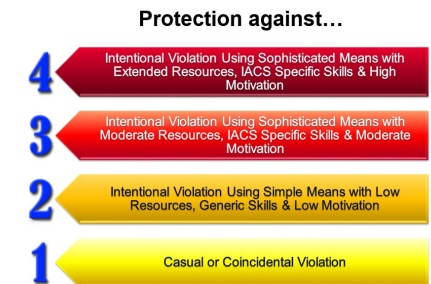 Protection against…
4
Intentional Violation Using Sophisticated Means with
Extended Resources, IACS Specific Skills & High
Motivation
3
Intentional Violation Using Sophisticated Means with
Moderate Resources, IACS Specific Skills & Moderate
Motivation
2
Intentional Violation Using Simple Means with Low
Resources, Generic Skills & Low Motivation
1
Casual or Coincidental Violation